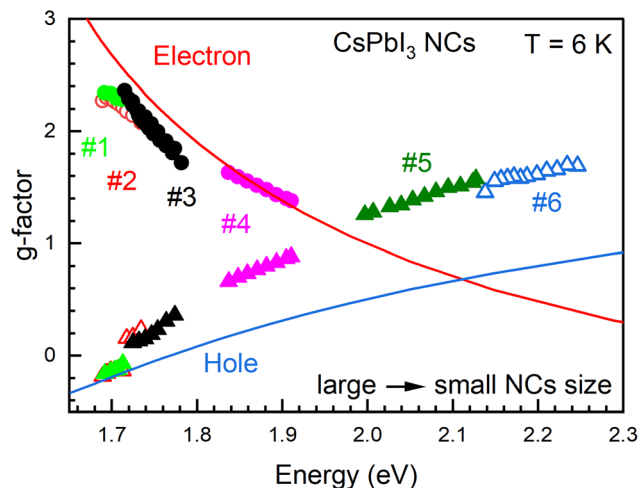 3
CsPbI₃ NCs T = 6 K
Electron
#1
#2
#3
#4
#5
#6
2
1
0
g-factor
Hole
large → small NCs size
1.7 1.8 1.9 2.0 2.1 2.2 2.3
Energy (eV)